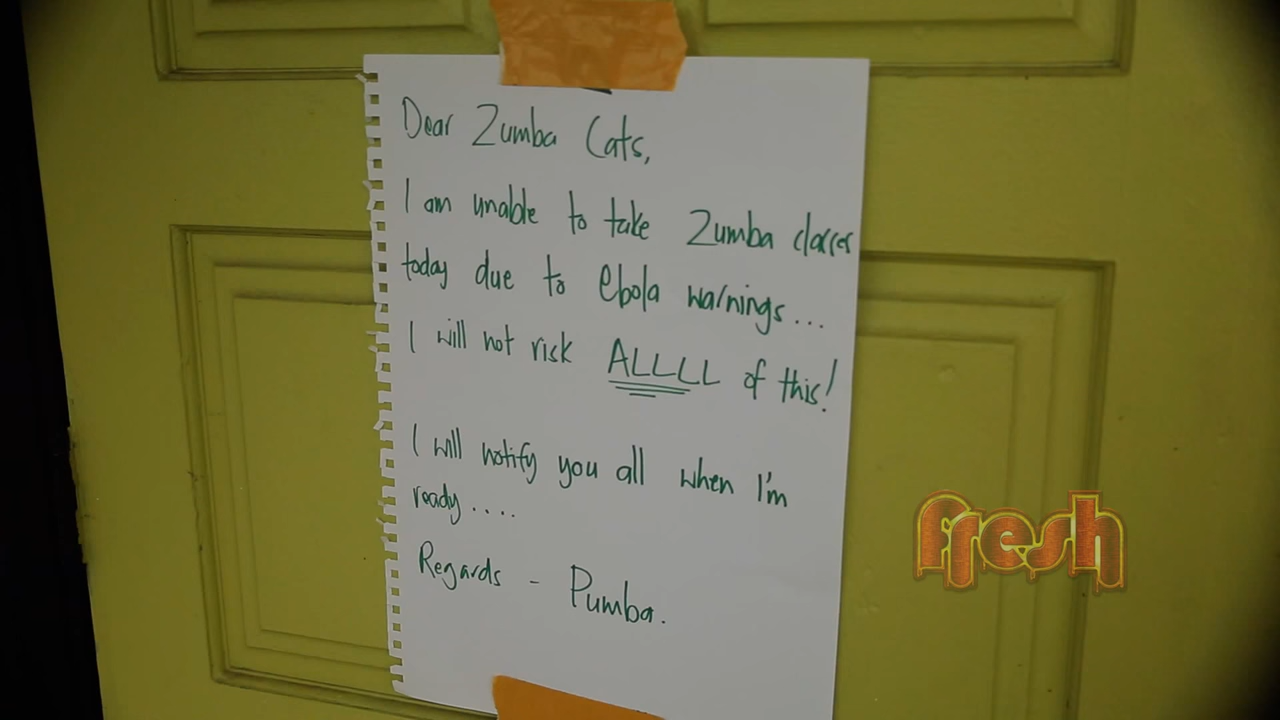 Dear Zumba Cats,
I am unable to take Zumba classes
today due to Ebola warnings...
I will not risk ALLLL of this!
I will notify you all when I'm
ready....
Regards - Pumba.
fresh